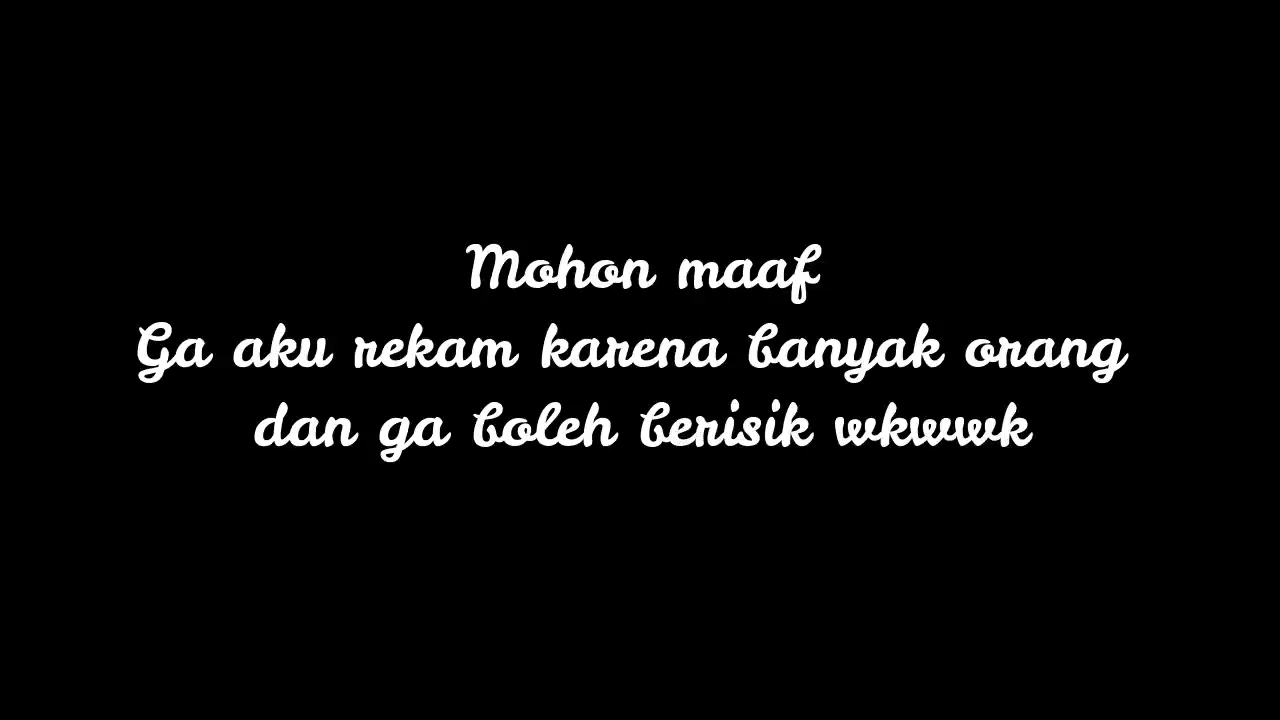 Mohon maaf
Ga aku rekam karena banyak orang
dan ga boleh berisik wkwwk